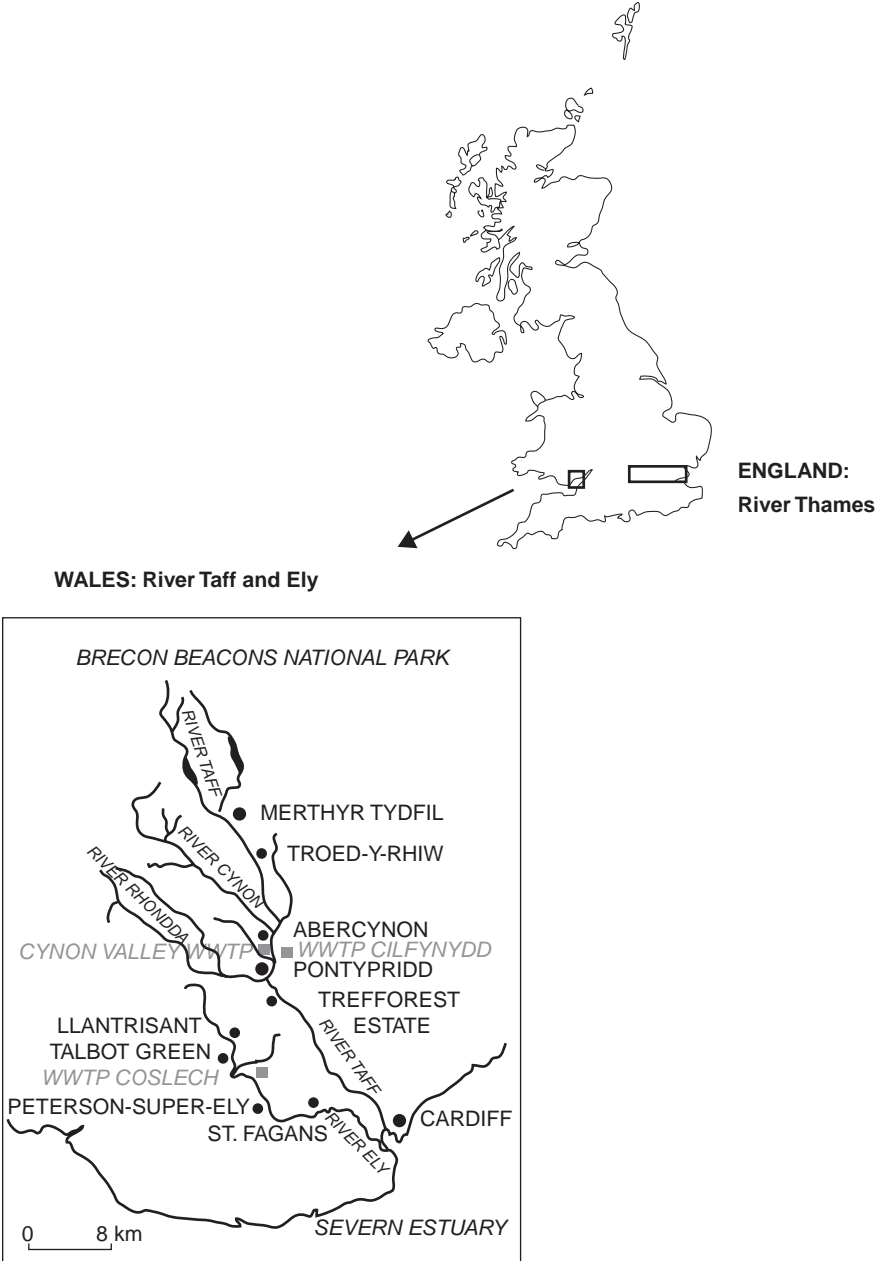 ENGLAND:
River Thames
WALES: River Taff and Ely
BRECON BEACONS NATIONAL PARK
RIVER TAFF
MERTHYR TYDFIL
RIVER CYNON
TROED-Y-RHIW
RIVER RHONDDA
ABERCYNON
CYNON VALLEY WWTP
WWTP CILFYNYDD
PONTYPRIDD
TREFFOREST
ESTATE
LLANTRISANT
RIVER TAFF
TALBOT GREEN
WWTP COSLECH
PETERSON-SUPER-ELY
CARDIFF
ST. FAGANS
RIVER ELY
SEVERN ESTUARY
0 8 km